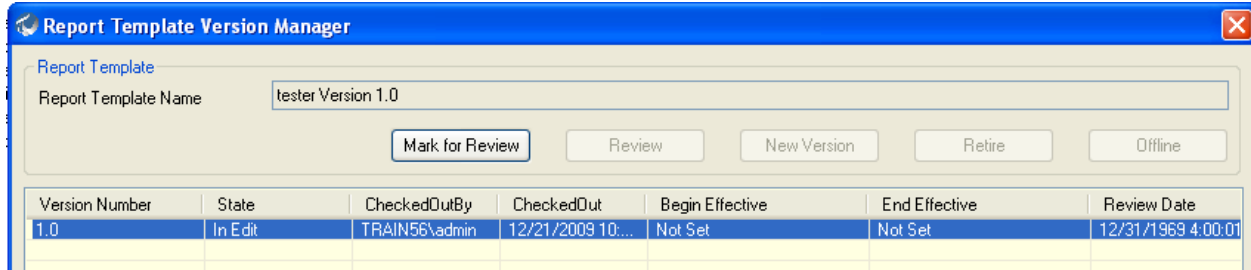 Report Template Version Manager
Report Template
Report Template Name tester Version 1.0
Mark for Review Review New Version Retire Offline
Version Number State CheckedOutBy CheckedOut Begin Effective End Effective Review Date
1.0 In Edit TRAIN56\admin 12/21/2009 10:... Not Set Not Set 12/31/1969 4:00:01